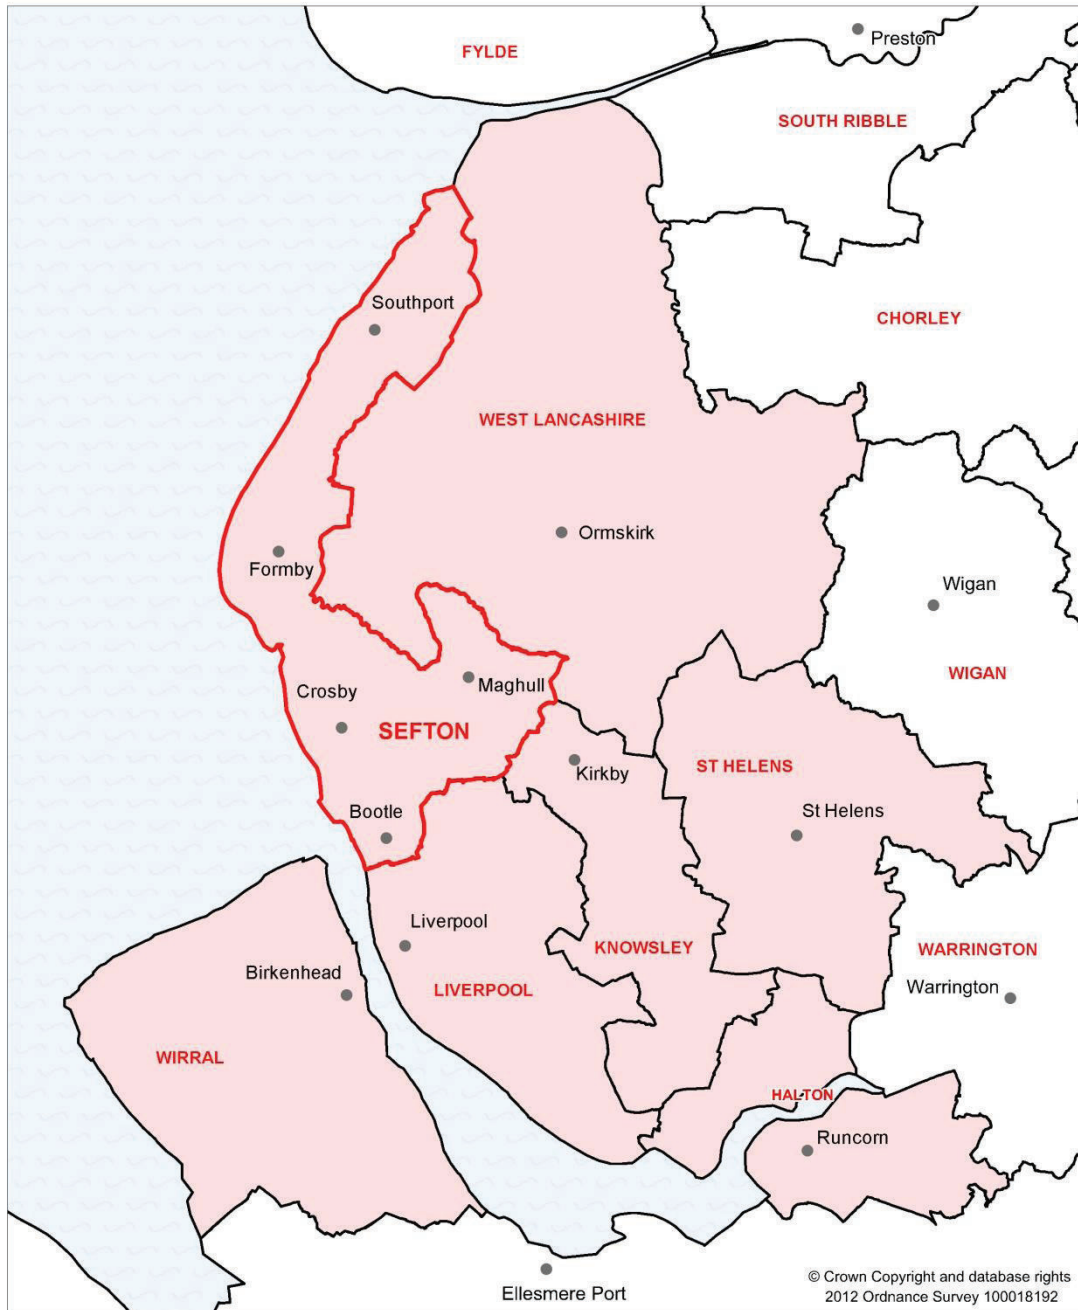 Preston
FYLDE
SOUTH RIBBLE
Southport
CHORLEY
WEST LANCASHIRE
Ormskirk
Formby
Wigan
WIGAN
Maghull
Crosby
SEFTON
Kirkby
ST HELENS
St Helens
Bootle
Liverpool
KNOWSLEY
WARRINGTON
Birkenhead
LIVERPOOL
Warrington
WIRRAL
HALTON
Runcorn
Ellesmere Port
© Crown Copyright and database rights
2012 Ordnance Survey 100018192